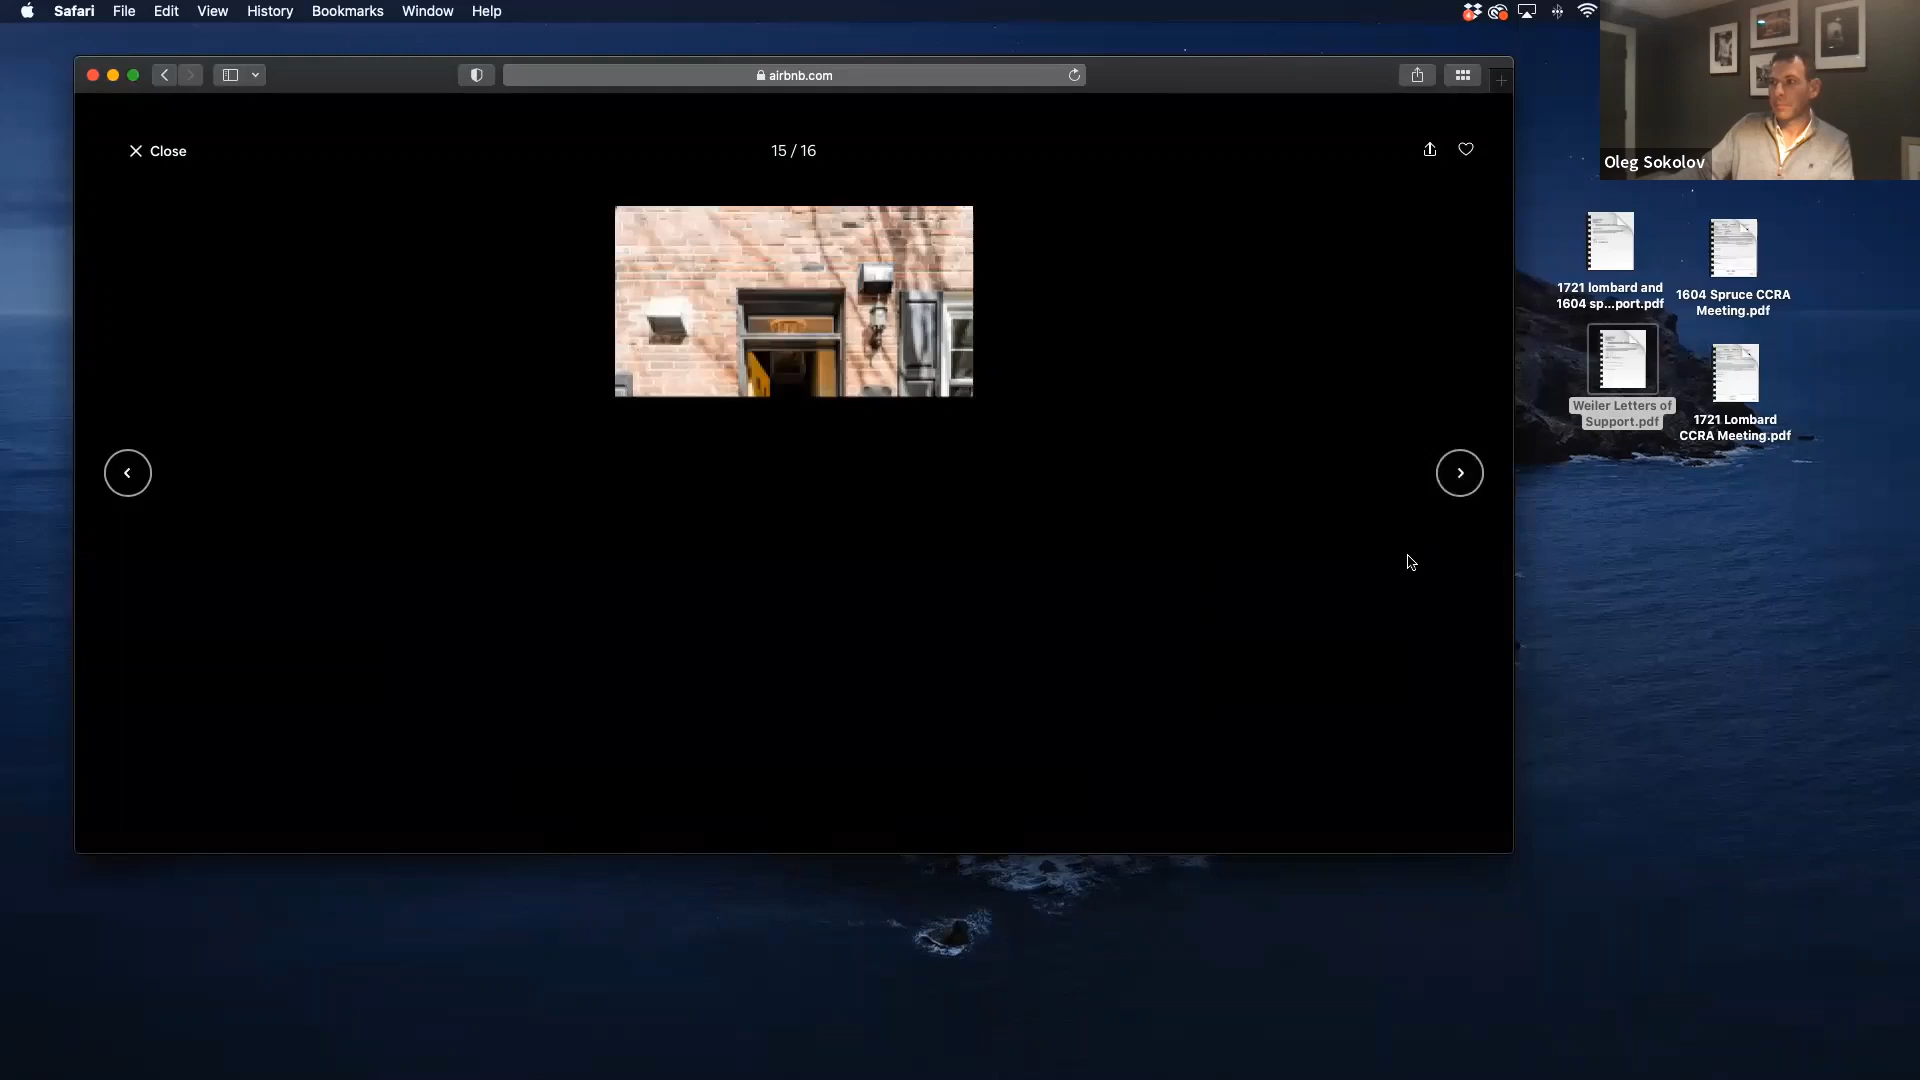 Safari File Edit View History Bookmarks Window Help
airbnb.com
Close
15 / 16
Oleg Sokolov
1721 lombard and
1604 sp...port.pdf
1604 Spruce CCRA
Meeting.pdf
Weiler Letters of
Support.pdf
1721 Lombard
CCRA Meeting.pdf